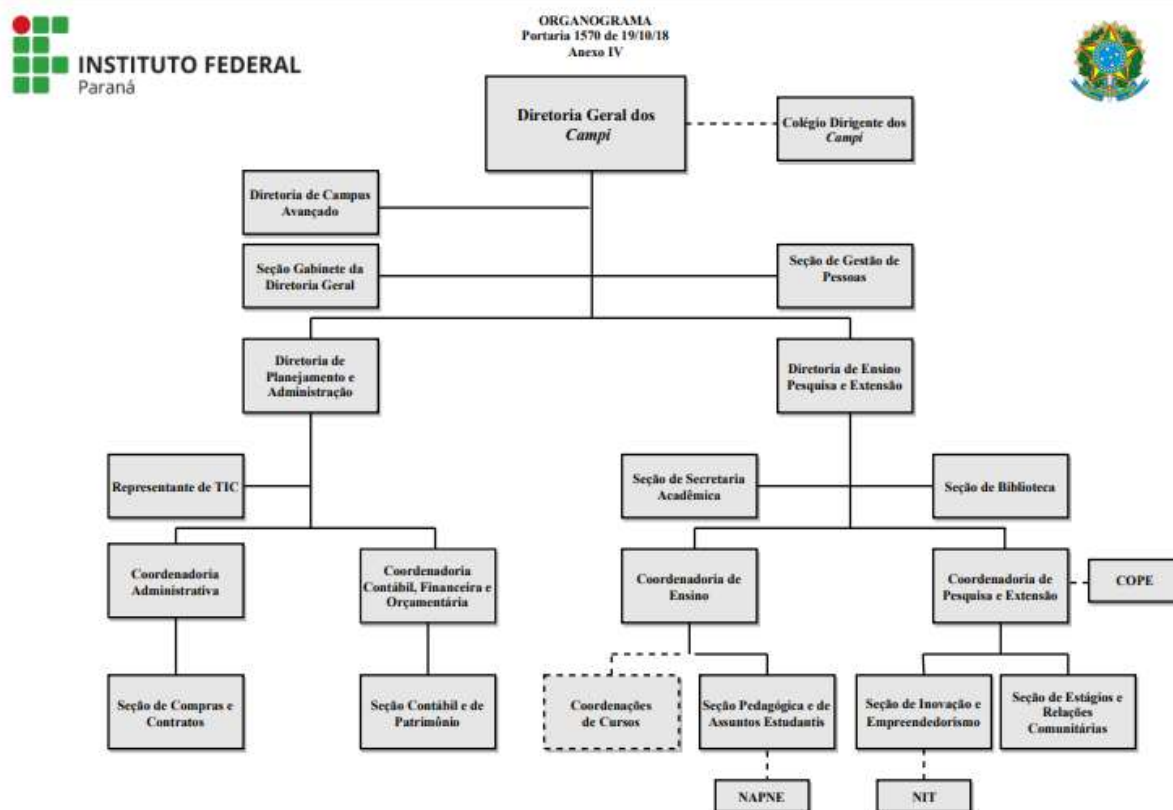 INSTITUTO FEDERAL
Paraná
ORGANOGRAMA
Portaria 1570 de 19/10/18
Anexo IV
Diretoria Geral dos
Campi
Colégio Dirigente dos
Campi
Diretoria de Campus
Avançado
Seção Gabinete da
Diretoria Geral
Seção de Gestão de
Pessoas
Diretoria de
Planejamento e
Administração
Diretoria de Ensino
Pesquisa e Extensão
Representante de TIC
Seção de Secretaria
Acadêmica
Seção de Biblioteca
Coordenadoria
Administrativa
Coordenadoria
Contábil, Financeira e
Orçamentária
Coordenadoria de
Ensino
Coordenadoria de
Pesquisa e Extensão
COPE
Seção de Compras e
Contratos
Seção Contábil e de
Patrimônio
Coordenações
de Cursos
Seção Pedagógica e de
Assuntos Estudantis
Seção de Inovação e
Empreendedorismo
Seção de Estágios e
Relações
Comunitárias
NAPNE
NIT